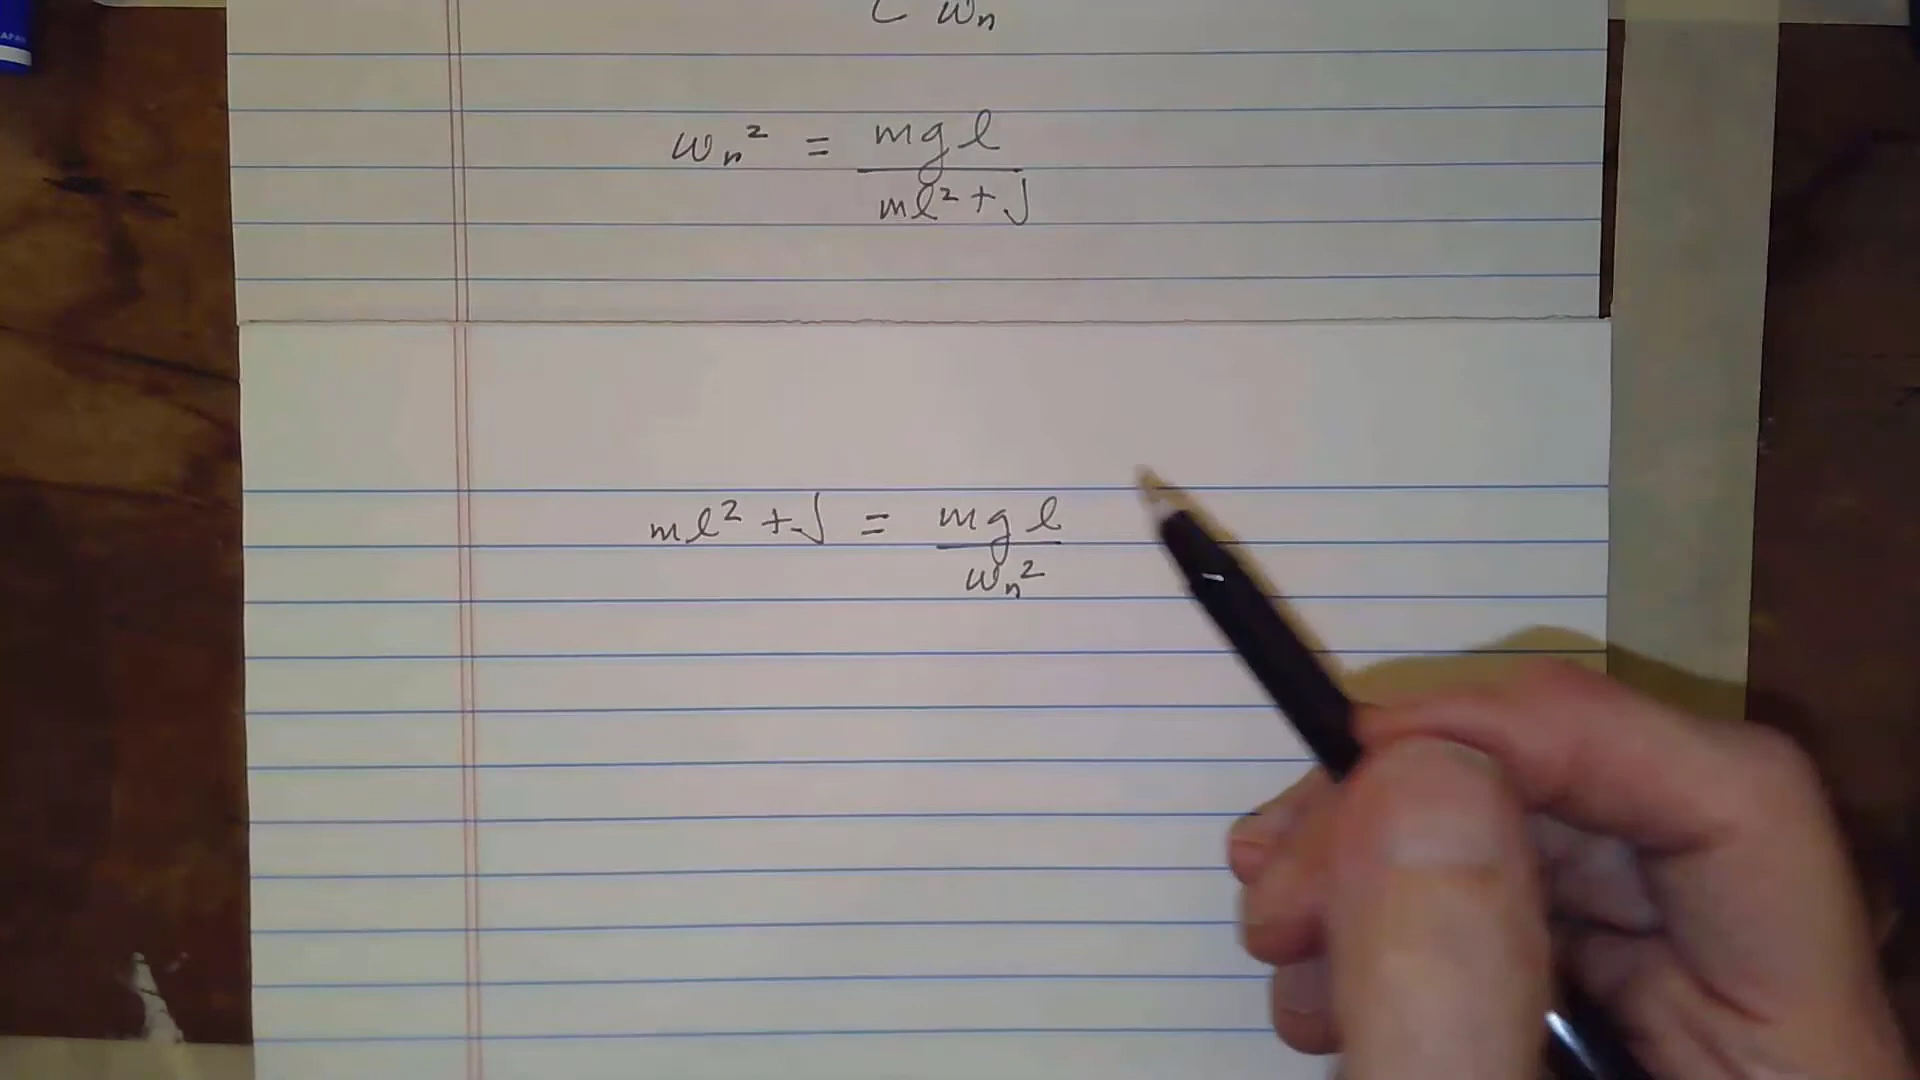 ωₙ
ωₙ² = mgl / (ml² + J)
ml² + J = mgl / ωₙ²